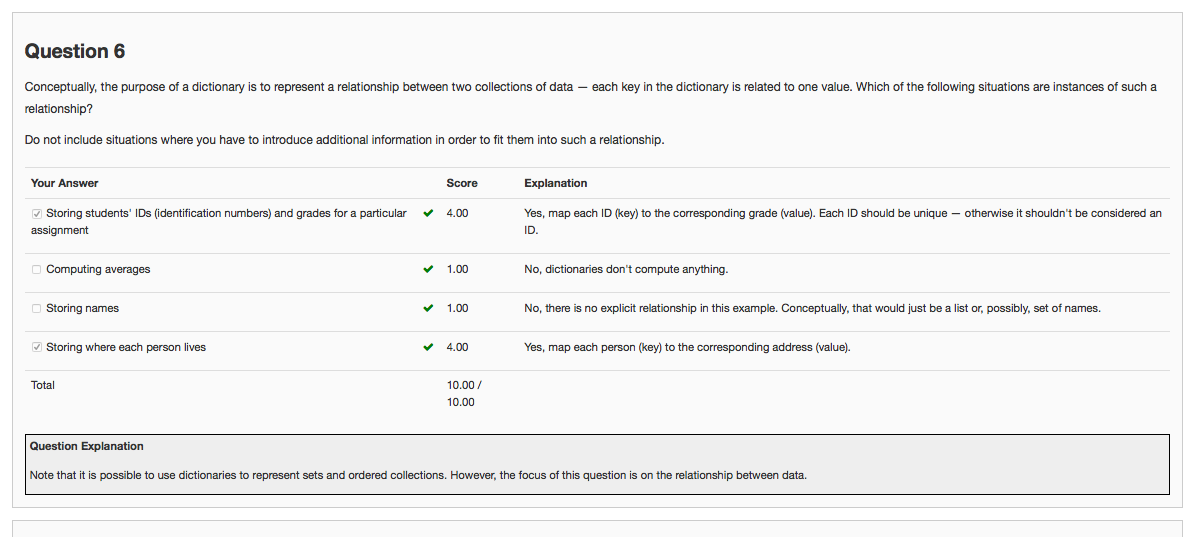 Question 6
Conceptually, the purpose of a dictionary is to represent a relationship between two collections of data — each key in the dictionary is related to one value. Which of the following situations are instances of such a
relationship?
Do not include situations where you have to introduce additional information in order to fit them into such a relationship.
Your Answer Score Explanation
Storing students' IDs (identification numbers) and grades for a particular 4.00 Yes, map each ID (key) to the corresponding grade (value). Each ID should be unique — otherwise it shouldn't be considered an
assignment ID.
Computing averages 1.00 No, dictionaries don't compute anything.
Storing names 1.00 No, there is no explicit relationship in this example. Conceptually, that would just be a list or, possibly, set of names.
Storing where each person lives 4.00 Yes, map each person (key) to the corresponding address (value).
Total 10.00 /
10.00
Question Explanation
Note that it is possible to use dictionaries to represent sets and ordered collections. However, the focus of this question is on the relationship between data.